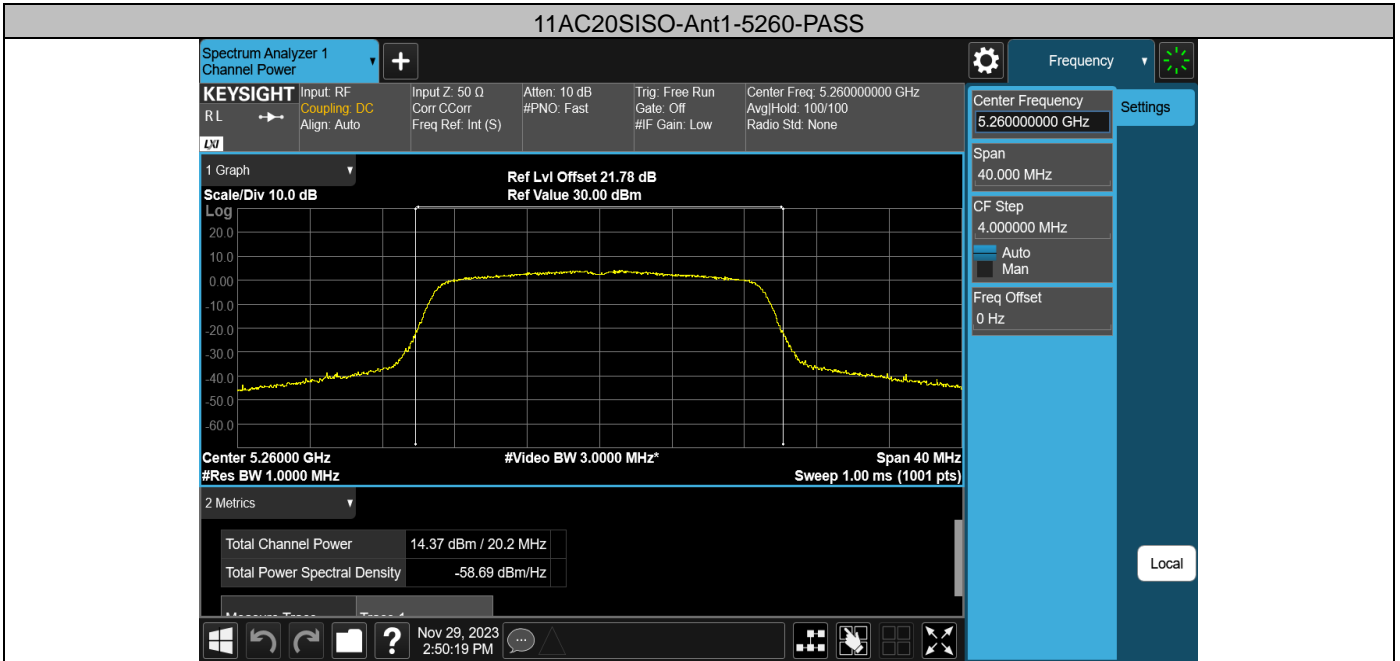 11AC20SISO-Ant1-5260-PASS
Spectrum Analyzer 1
Channel Power
Frequency
KEYSIGHT
RL
LXI
Input: RF
Coupling: DC
Align: Auto
Input Z: 50 Ω
Corr CCorr
Freq Ref: Int (S)
Atten: 10 dB
#PNO: Fast
Trig: Free Run
Gate: Off
#IF Gain: Low
Center Freq: 5.260000000 GHz
Avg|Hold: 100/100
Radio Std: None
Center Frequency
5.260000000 GHz
Settings
Span
40.000 MHz
CF Step
4.000000 MHz
Auto
Man
Freq Offset
0 Hz
1 Graph
Scale/Div 10.0 dB
Ref Lvl Offset 21.78 dB
Ref Value 30.00 dBm
Log
20.0
10.0
0.00
-10.0
-20.0
-30.0
-40.0
-50.0
-60.0
Center 5.26000 GHz
#Video BW 3.0000 MHz*
Span 40 MHz
#Res BW 1.0000 MHz
Sweep 1.00 ms (1001 pts)
2 Metrics
Total Channel Power 14.37 dBm / 20.2 MHz
Total Power Spectral Density -58.69 dBm/Hz
Local
Nov 29, 2023
2:50:19 PM